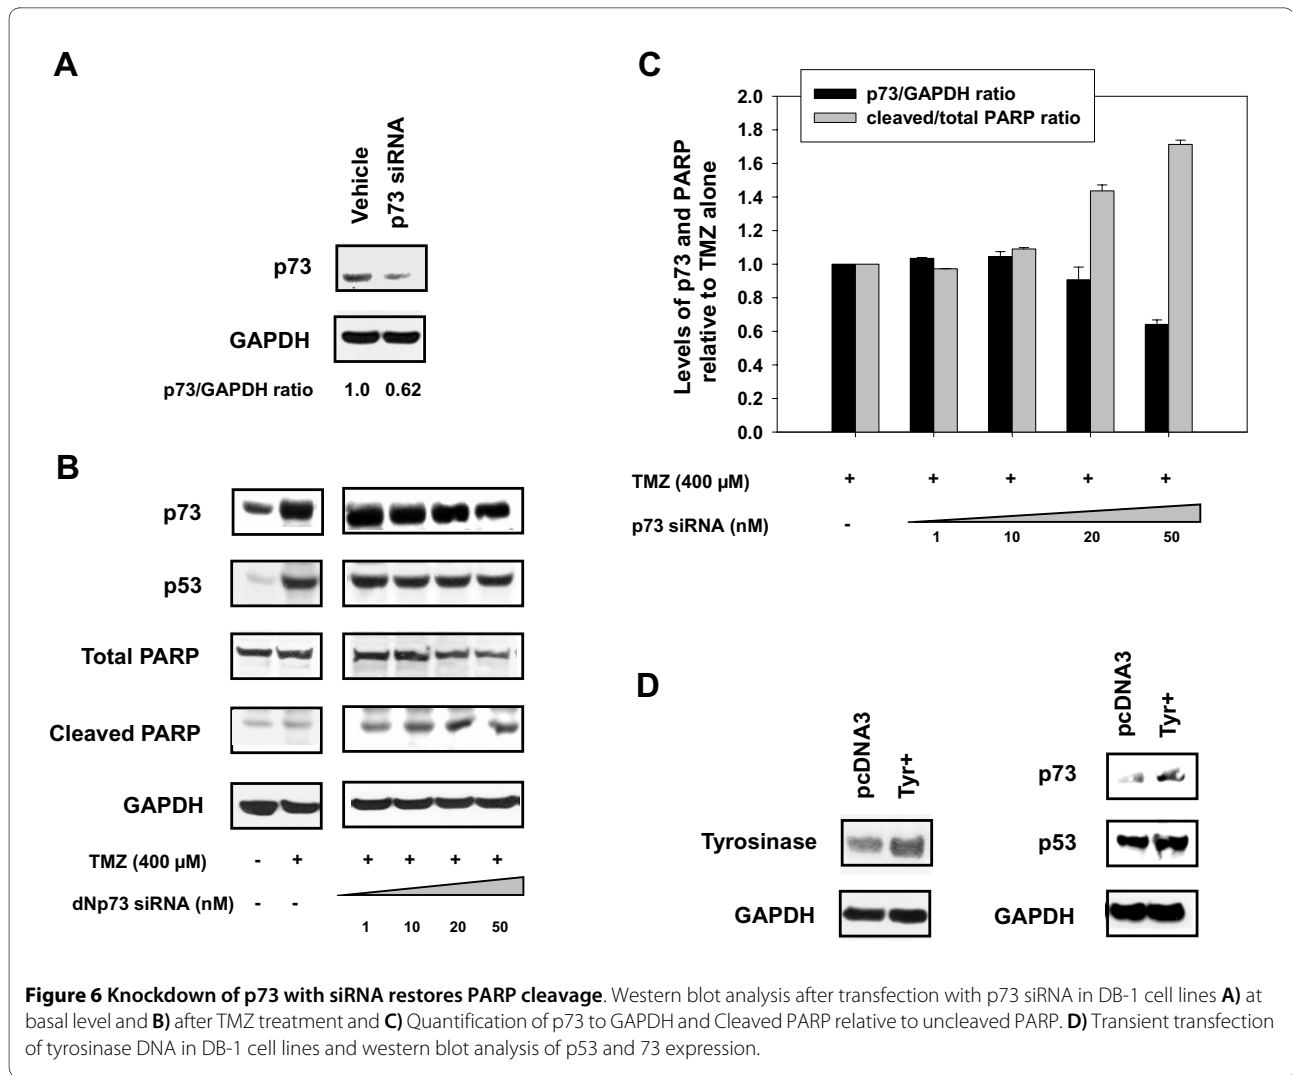 A
Vehicle
p73 siRNA
p73
GAPDH
p73/GAPDH ratio 1.0 0.62
B
p73
p53
Total PARP
Cleaved PARP
GAPDH
TMZ (400 µM) - + + + + +
dNp73 siRNA (nM) - -
1 10 20 50
C
p73/GAPDH ratio
cleaved/total PARP ratio
Levels of p73 and PARP
relative to TMZ alone
2.0
1.8
1.6
1.4
1.2
1.0
0.8
0.6
0.4
0.2
0.0
TMZ (400 µM) + + + + +
p73 siRNA (nM) -
1 10 20 50
D
pcDNA3
Tyr+
Tyrosinase
GAPDH
pcDNA3
Tyr+
p73
p53
GAPDH
Figure 6 Knockdown of p73 with siRNA restores PARP cleavage. Western blot analysis after transfection with p73 siRNA in DB-1 cell lines A) at
basal level and B) after TMZ treatment and C) Quantification of p73 to GAPDH and Cleaved PARP relative to uncleaved PARP. D) Transient transfection
of tyrosinase DNA in DB-1 cell lines and western blot analysis of p53 and 73 expression.